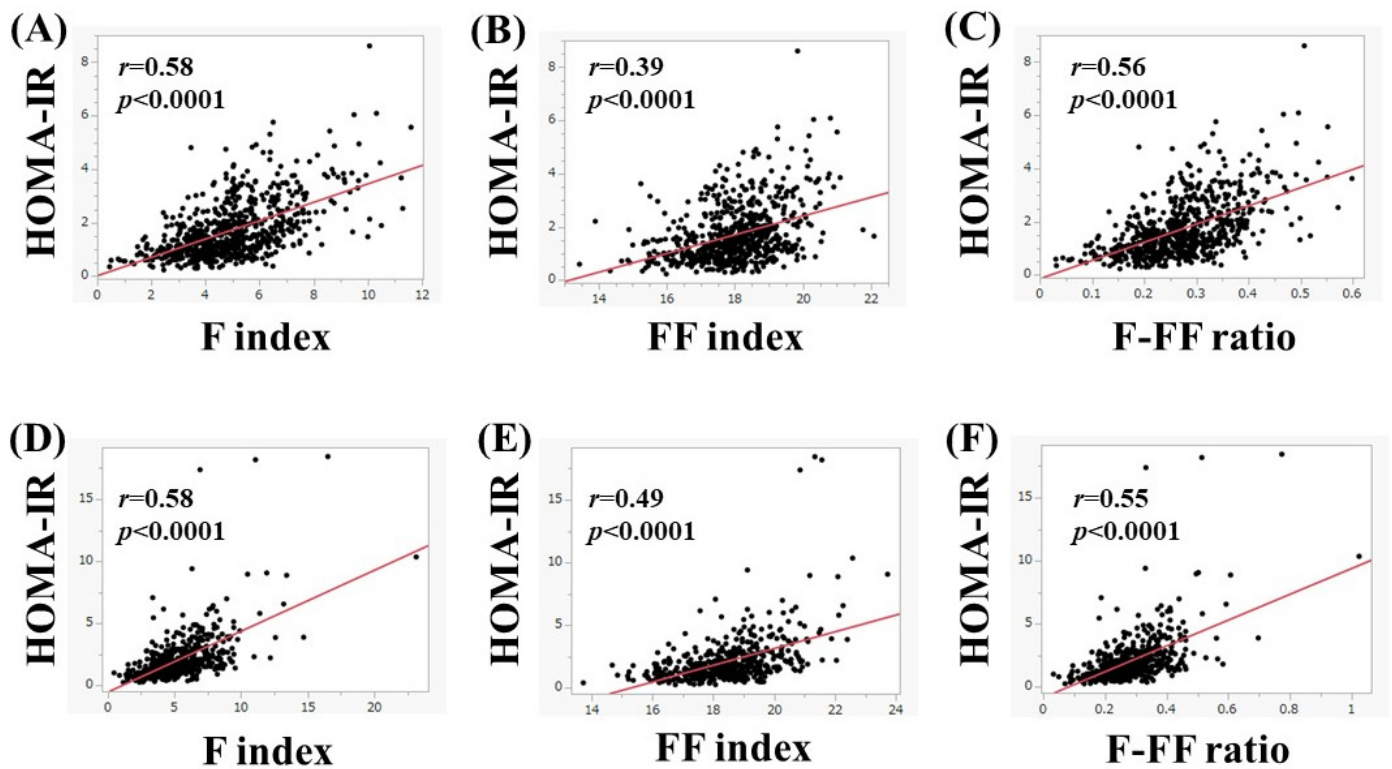 (A)
HOMA-IR
r=0.58
p<0.0001
8
6
4
2
0
0 2 4 6 8 10 12
F index
(B)
HOMA-IR
r=0.39
p<0.0001
8
6
4
2
0
14 16 18 20 22
FF index
(C)
HOMA-IR
r=0.56
p<0.0001
8
6
4
2
0
0 0.1 0.2 0.3 0.4 0.5 0.6
F-FF ratio
(D)
HOMA-IR
r=0.58
p<0.0001
15
10
5
0
0 5 10 15 20
F index
(E)
HOMA-IR
r=0.49
p<0.0001
15
10
5
0
14 16 18 20 22 24
FF index
(F)
HOMA-IR
r=0.55
p<0.0001
15
10
5
0
0 0.2 0.4 0.6 0.8 1
F-FF ratio